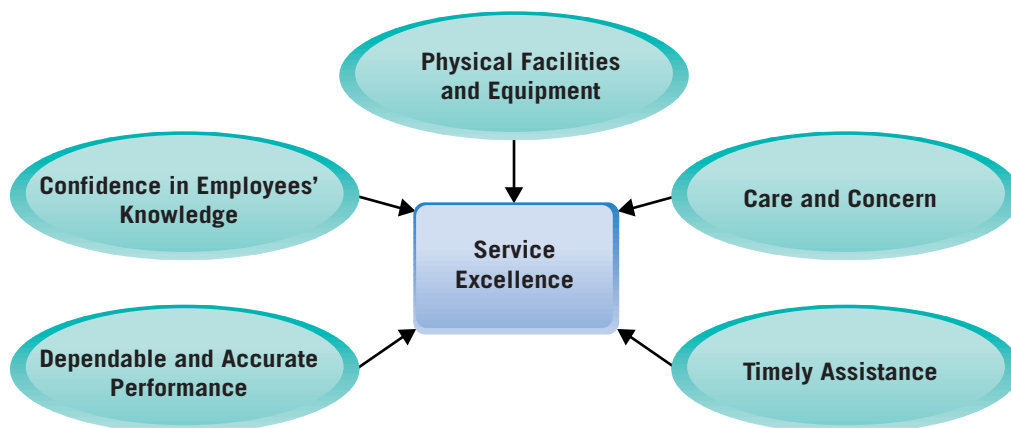 Physical Facilities
and Equipment
Confidence in Employees’
Knowledge
Care and Concern
Service
Excellence
Dependable and Accurate
Performance
Timely Assistance